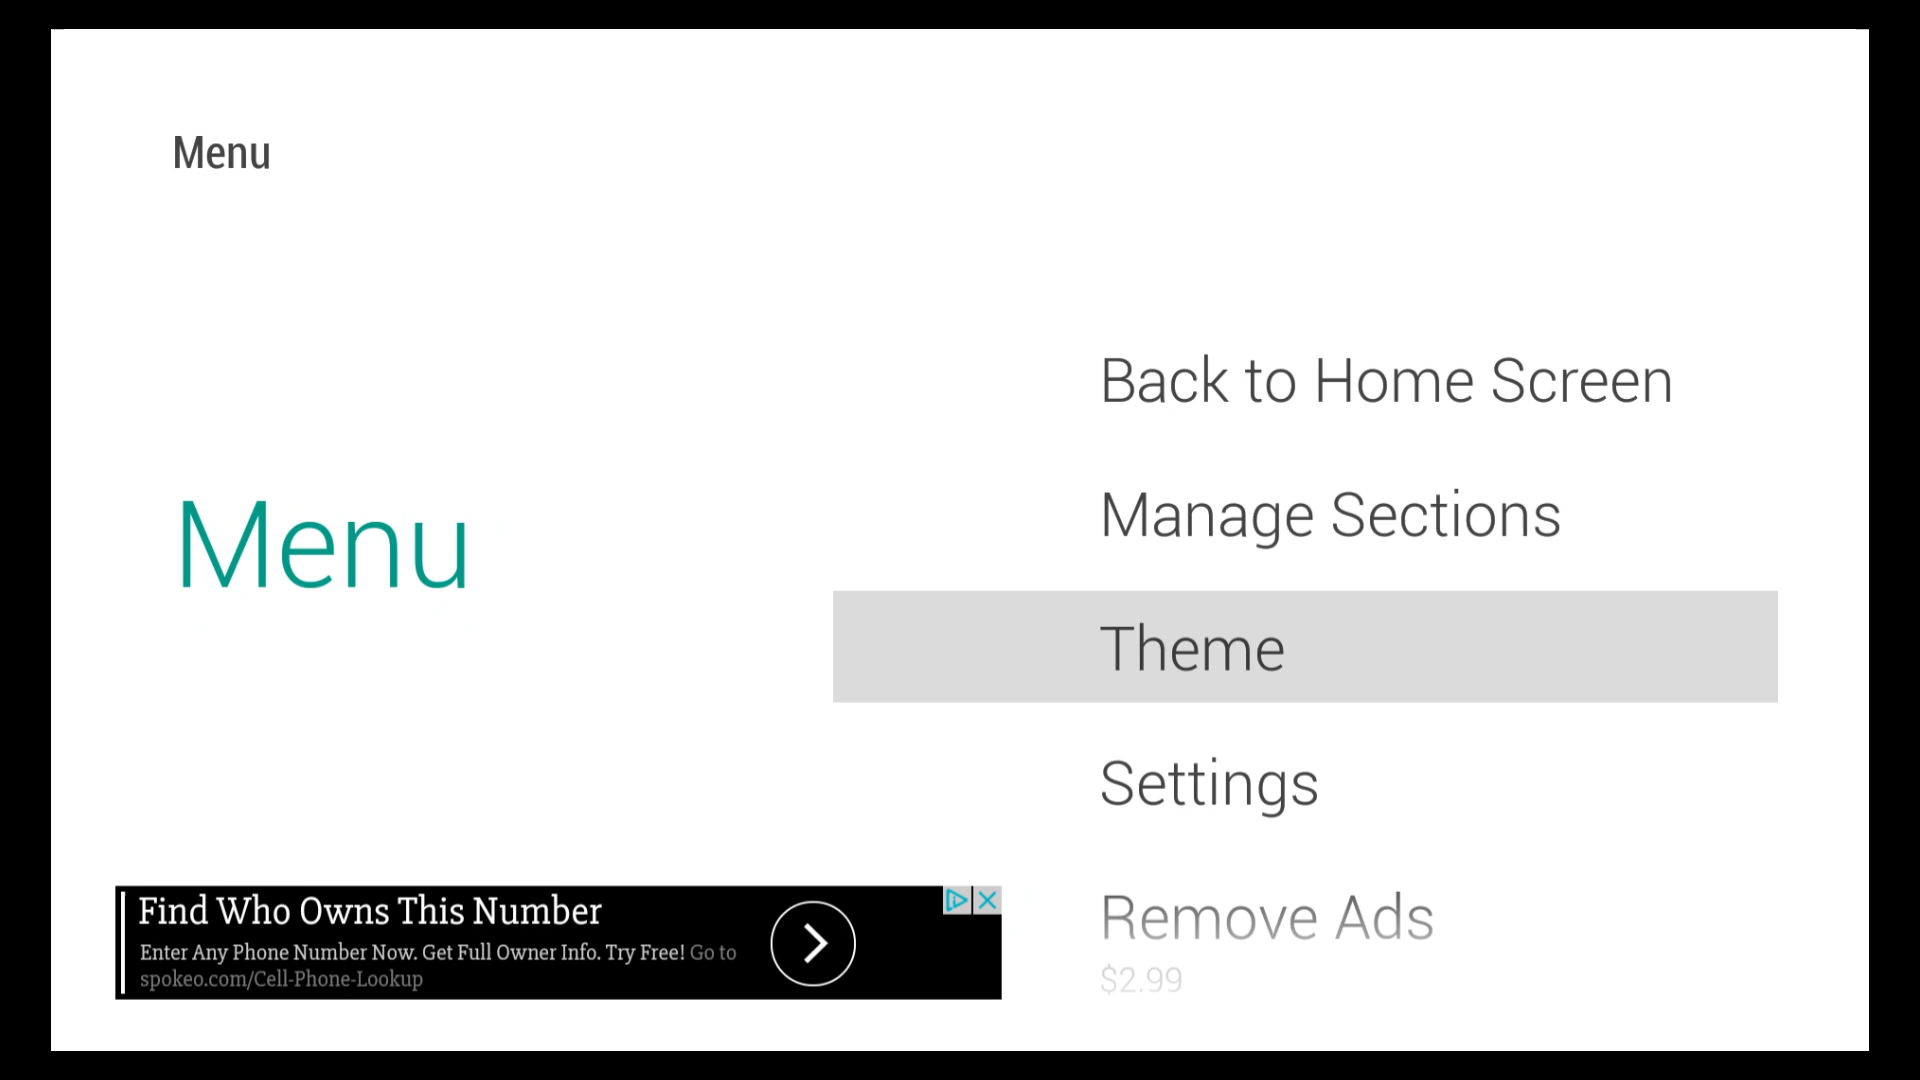 Menu
Menu
Back to Home Screen
Manage Sections
Theme
Settings
Remove Ads
$2.99
Find Who Owns This Number
Enter Any Phone Number Now. Get Full Owner Info. Try Free! Go to
spokeo.com/Cell-Phone-Lookup